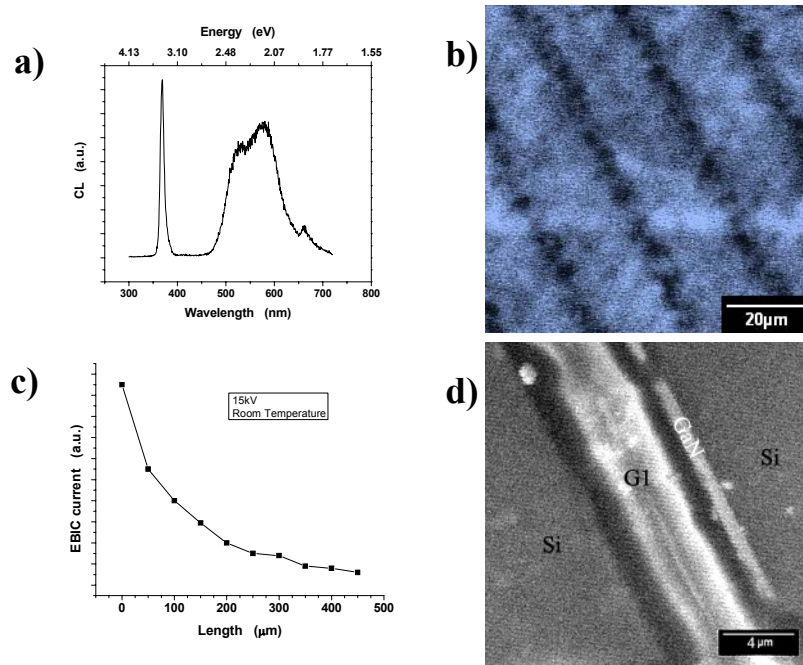 a)
Energy (eV)
4.13 3.10 2.48 2.07 1.77 1.55
CL (a.u.)
300 400 500 600 700 800
Wavelength (nm)
b)
20μm
c)
15kV
Room Temperature
EBIC current (a.u.)
0 100 200 300 400 500
Length (μm)
d)
GaN
Si
G1
Si
4 μm